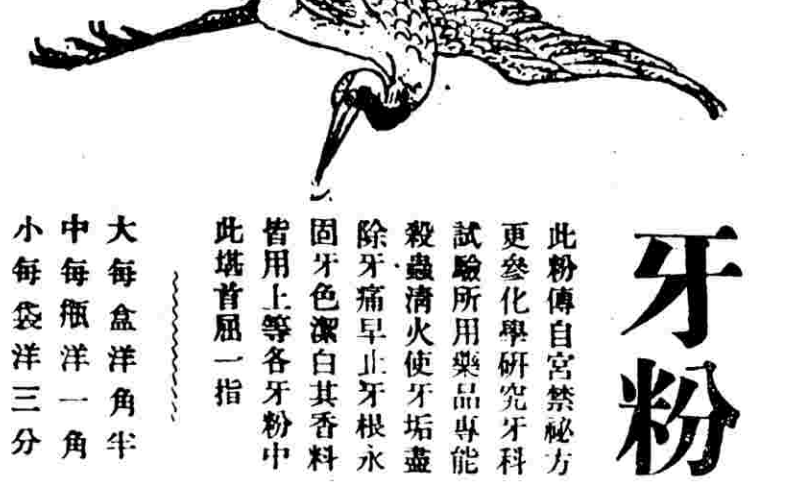 牙粉
此粉傳自宮禁祕方
更參化學硏究牙科
試驗所用藥品專能
殺蟲淸火使牙垢盡
除牙痛早止牙根永
固牙色潔白其香料
皆用上等各牙粉中
此堪首屈一指
大每盒洋角半
中每瓶洋一角
小每袋洋三分